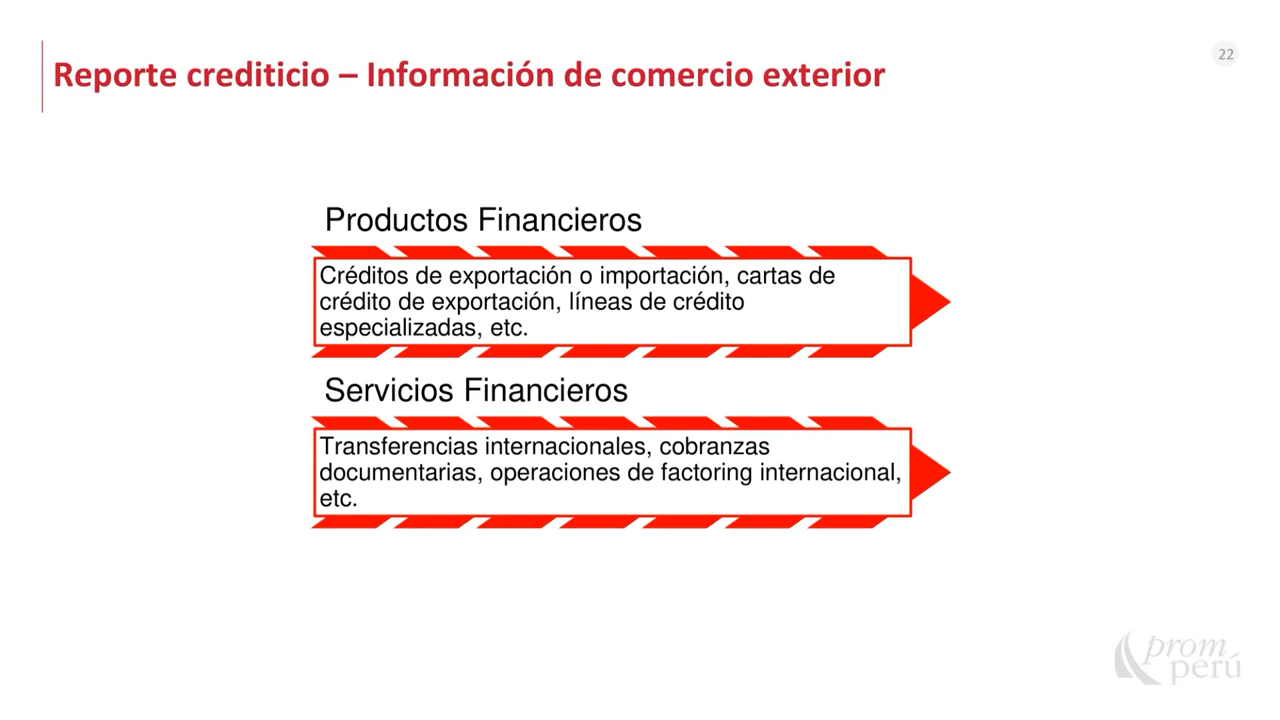 22
Reporte crediticio – Información de comercio exterior
Productos Financieros
Créditos de exportación o importación, cartas de
crédito de exportación, líneas de crédito
especializadas, etc.
Servicios Financieros
Transferencias internacionales, cobranzas
documentarias, operaciones de factoring internacional,
etc.
prom
perú